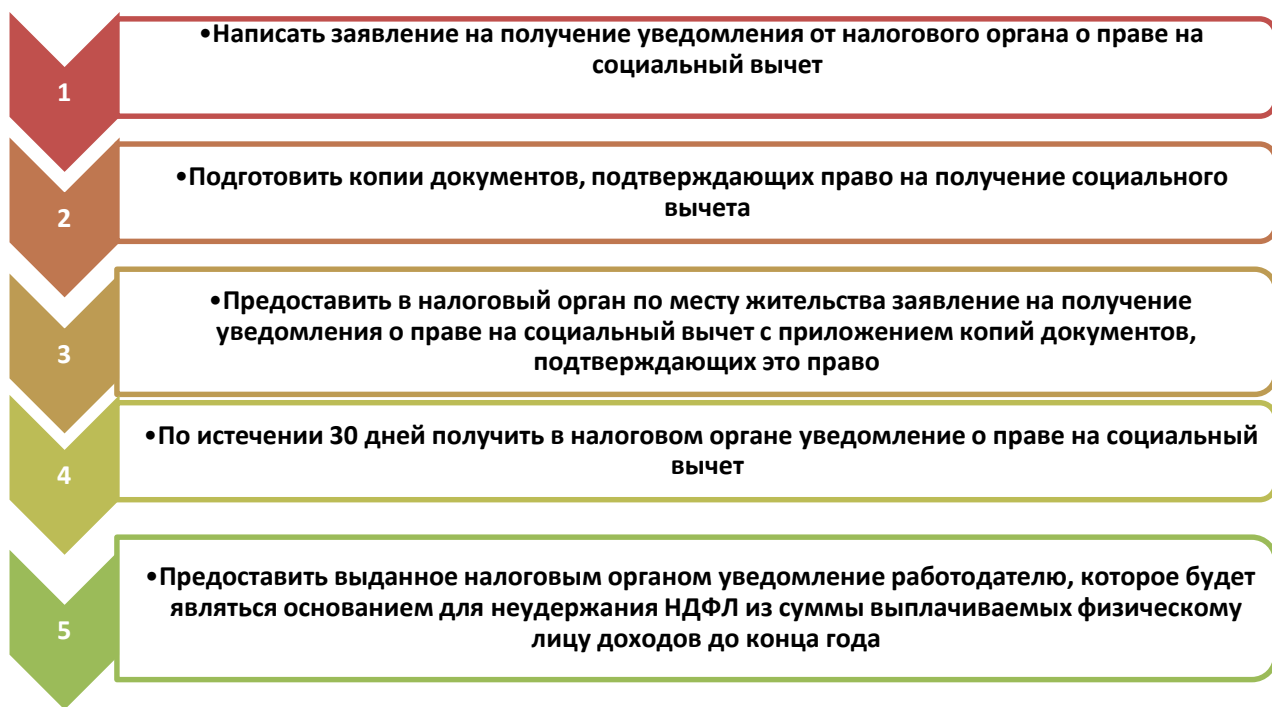 •Написать заявление на получение уведомления от налогового органа о праве на
социальный вычет
1
•Подготовить копии документов, подтверждающих право на получение социального
вычета
2
•Предоставить в налоговый орган по месту жительства заявление на получение
уведомления о праве на социальный вычет с приложением копий документов,
подтверждающих это право
3
•По истечении 30 дней получить в налоговом органе уведомление о праве на социальный
вычет
4
•Предоставить выданное налоговым органом уведомление работодателю, которое будет
являться основанием для неудержания НДФЛ из суммы выплачиваемых физическому
лицу доходов до конца года
5